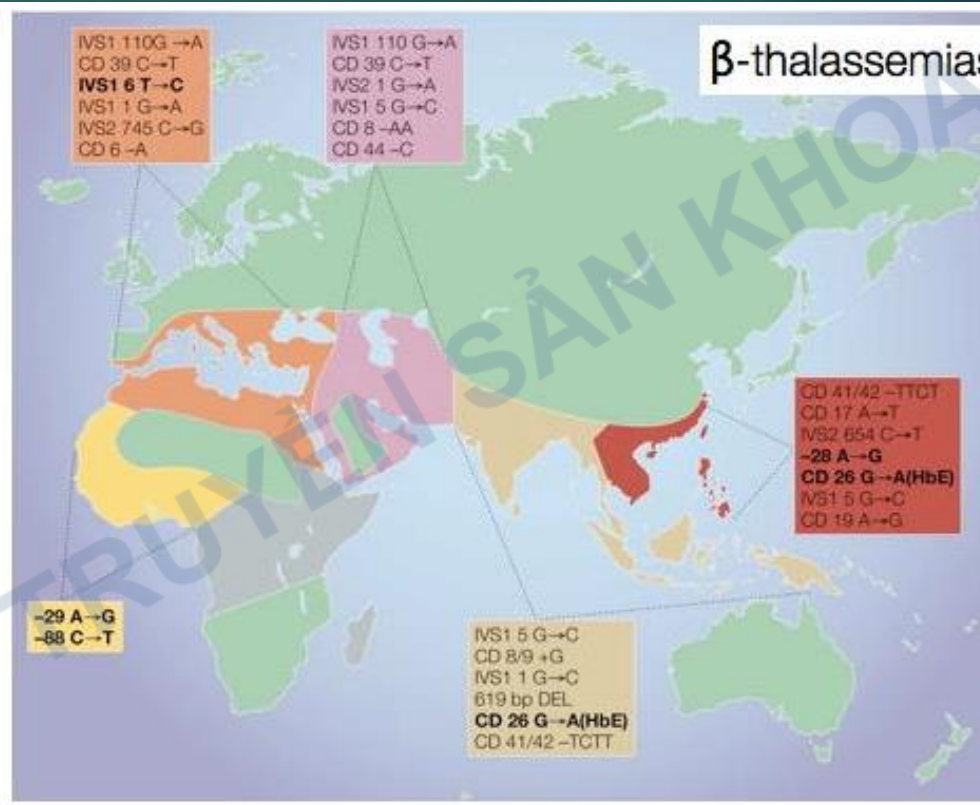 IVS1 110G→A
CD 39 C→T
IVS1 6 T→C
IVS1 1 G→A
IVS2 745 C→G
CD 6 –A
IVS1 110 G→A
CD 39 C→T
IVS2 1 G→A
IVS1 5 G→C
CD 8 –AA
CD 44 –C
β-thalassemias
TRUYỀN SẢN KHOA
CD 41/42 –TTCT
CD 17 A→T
IVS2 654 C→T
–28 A→G
CD 26 G→A(HbE)
IVS1 5 G→C
CD 19 A→G
–29 A→G
–88 C→T
IVS1 5 G→C
CD 8/9 +G
IVS1 1 G→C
619 bp DEL
CD 26 G→A(HbE)
CD 41/42 –TCTT